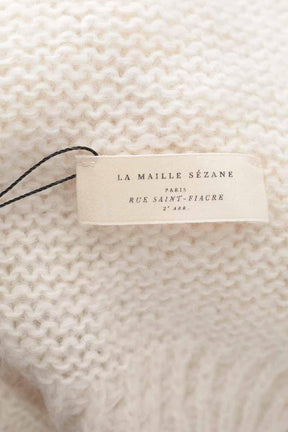 LA MAILLE SÉZANE
PARIS
RUE SAINT-FIACRE
2e ARR.